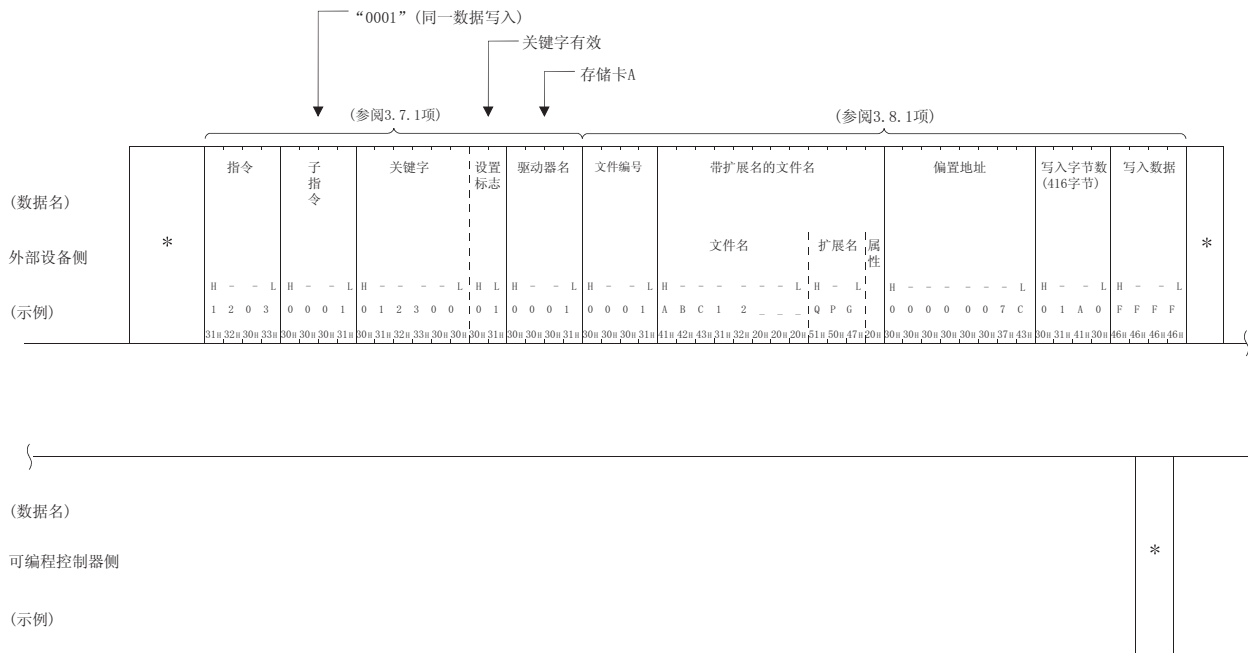 “0001”(同一数据写入)
关键字有效
存储卡A
(参阅3.7.1项) (参阅3.8.1项)
指令 子指令 关键字 设置标志 驱动器名 文件编号 带扩展名的文件名 偏置地址 写入字节数(416字节) 写入数据
(数据名)
* 文件名 扩展名 属性 *
外部设备侧
H - - L H - - L H - - - - L H L H - - L H - - L H - - - - - - L H - L H - - - - - - L H - - L H - - L
(示例) 1 2 0 3 0 0 0 1 0 1 2 3 0 0 0 1 0 0 0 1 0 0 0 1 A B C 1 2 _ _ _ Q P G 0 0 0 0 0 0 7 C 0 1 A 0 F F F F
31H 32H 30H 33H 30H 30H 30H 31H 30H 31H 32H 33H 30H 30H 30H 31H 30H 30H 30H 31H 30H 30H 30H 31H 41H 42H 43H 31H 32H 20H 20H 20H 51H 50H 47H 20H 30H 30H 30H 30H 30H 30H 37H 43H 30H 31H 41H 30H 46H 46H 46H 46H
(数据名)
可编程控制器侧 *
(示例)